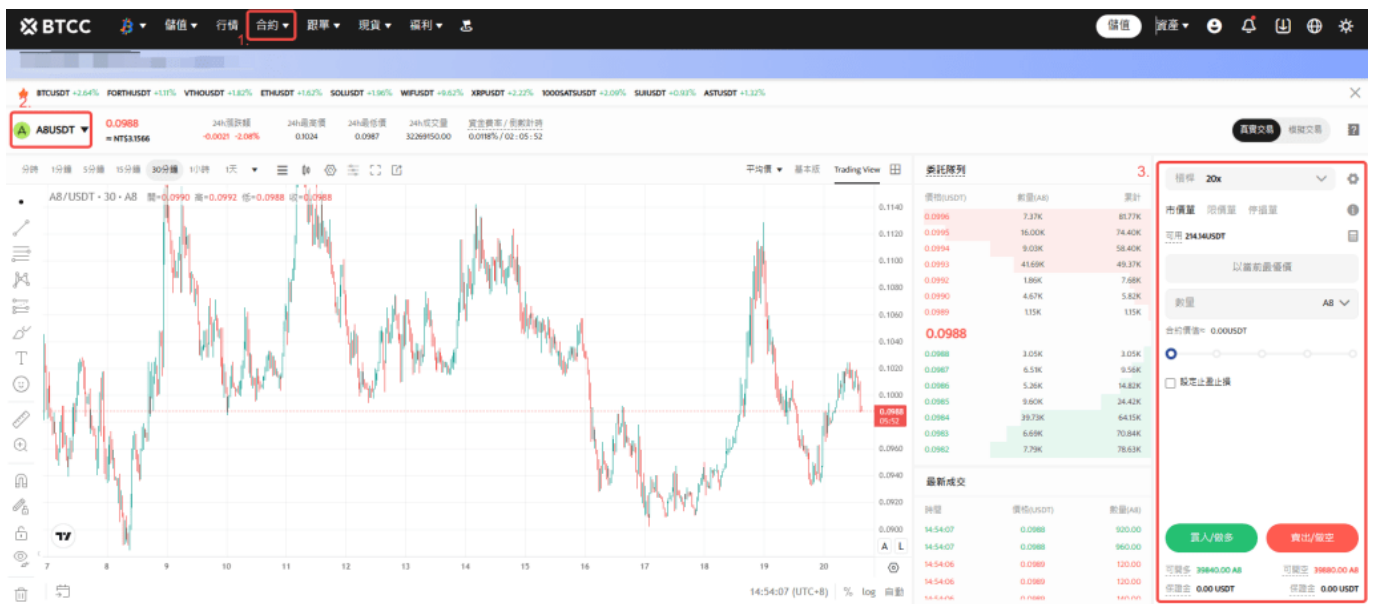 BTCC 儲值 行情 合約 跟單 現貨 福利 儲值 資產
1.
BTCUSDT +2.64% FORTHUSDT +1.11% VTHOUSDT +1.82% ETHUSDT +1.62% SOLUSDT +1.96% WIFUSDT +9.62% XRPUSDT +2.22% 1000SATSUSDT +2.09% SUIUSDT +0.93% ASTUSDT +1.32%
2.
A A8USDT 0.0988 24h漲跌額 24h最高價 24h最低價 24h成交量 資金費率/倒數計時 真實交易 模擬交易
≈ NT$3.1566 -0.0021 -2.08% 0.1024 0.0987 32269150.00 0.0118% / 02 : 05 : 52
分時 1分鐘 5分鐘 15分鐘 30分鐘 1小時 1天 平均價 基本版 Trading View
A8/USDT · 30 · A8 開=0.0990 高=0.0992 低=0.0988 收=0.0988
0.1140
0.1120
0.1100
0.1080
0.1060
0.1040
0.1020
0.1000
0.0988
05:52
0.0960
0.0940
0.0920
0.0900
A L
7 8 9 10 11 12 13 14 15 16 17 18 19 20
14:54:07 (UTC+8) % log 自動
委託隊列
價格(USDT) 數量(A8) 累計
0.0996 7.37K 81.77K
0.0995 16.00K 74.40K
0.0994 9.03K 58.40K
0.0993 41.69K 49.37K
0.0992 1.86K 7.68K
0.0990 4.67K 5.82K
0.0989 1.15K 1.15K
0.0988
0.0988 3.05K 3.05K
0.0987 6.51K 9.56K
0.0986 5.26K 14.82K
0.0985 9.60K 24.42K
0.0984 39.73K 64.15K
0.0983 6.69K 70.84K
0.0982 7.79K 78.63K
最新成交
時間 價格(USDT) 數量(A8)
14:54:07 0.0988 920.00
14:54:07 0.0988 960.00
14:54:06 0.0989 120.00
14:54:06 0.0989 120.00
14:54:06 0.0989 140.00
3.
槓桿 20x
市價單 限價單 停損單
可用 214.14USDT
以當前最優價
數量 A8
合約價值≈ 0.00USDT
設定止盈止損
買入/做多 賣出/做空
可開多 39840.00 A8 可開空 39880.00 A8
保證金 0.00 USDT 保證金 0.00 USDT